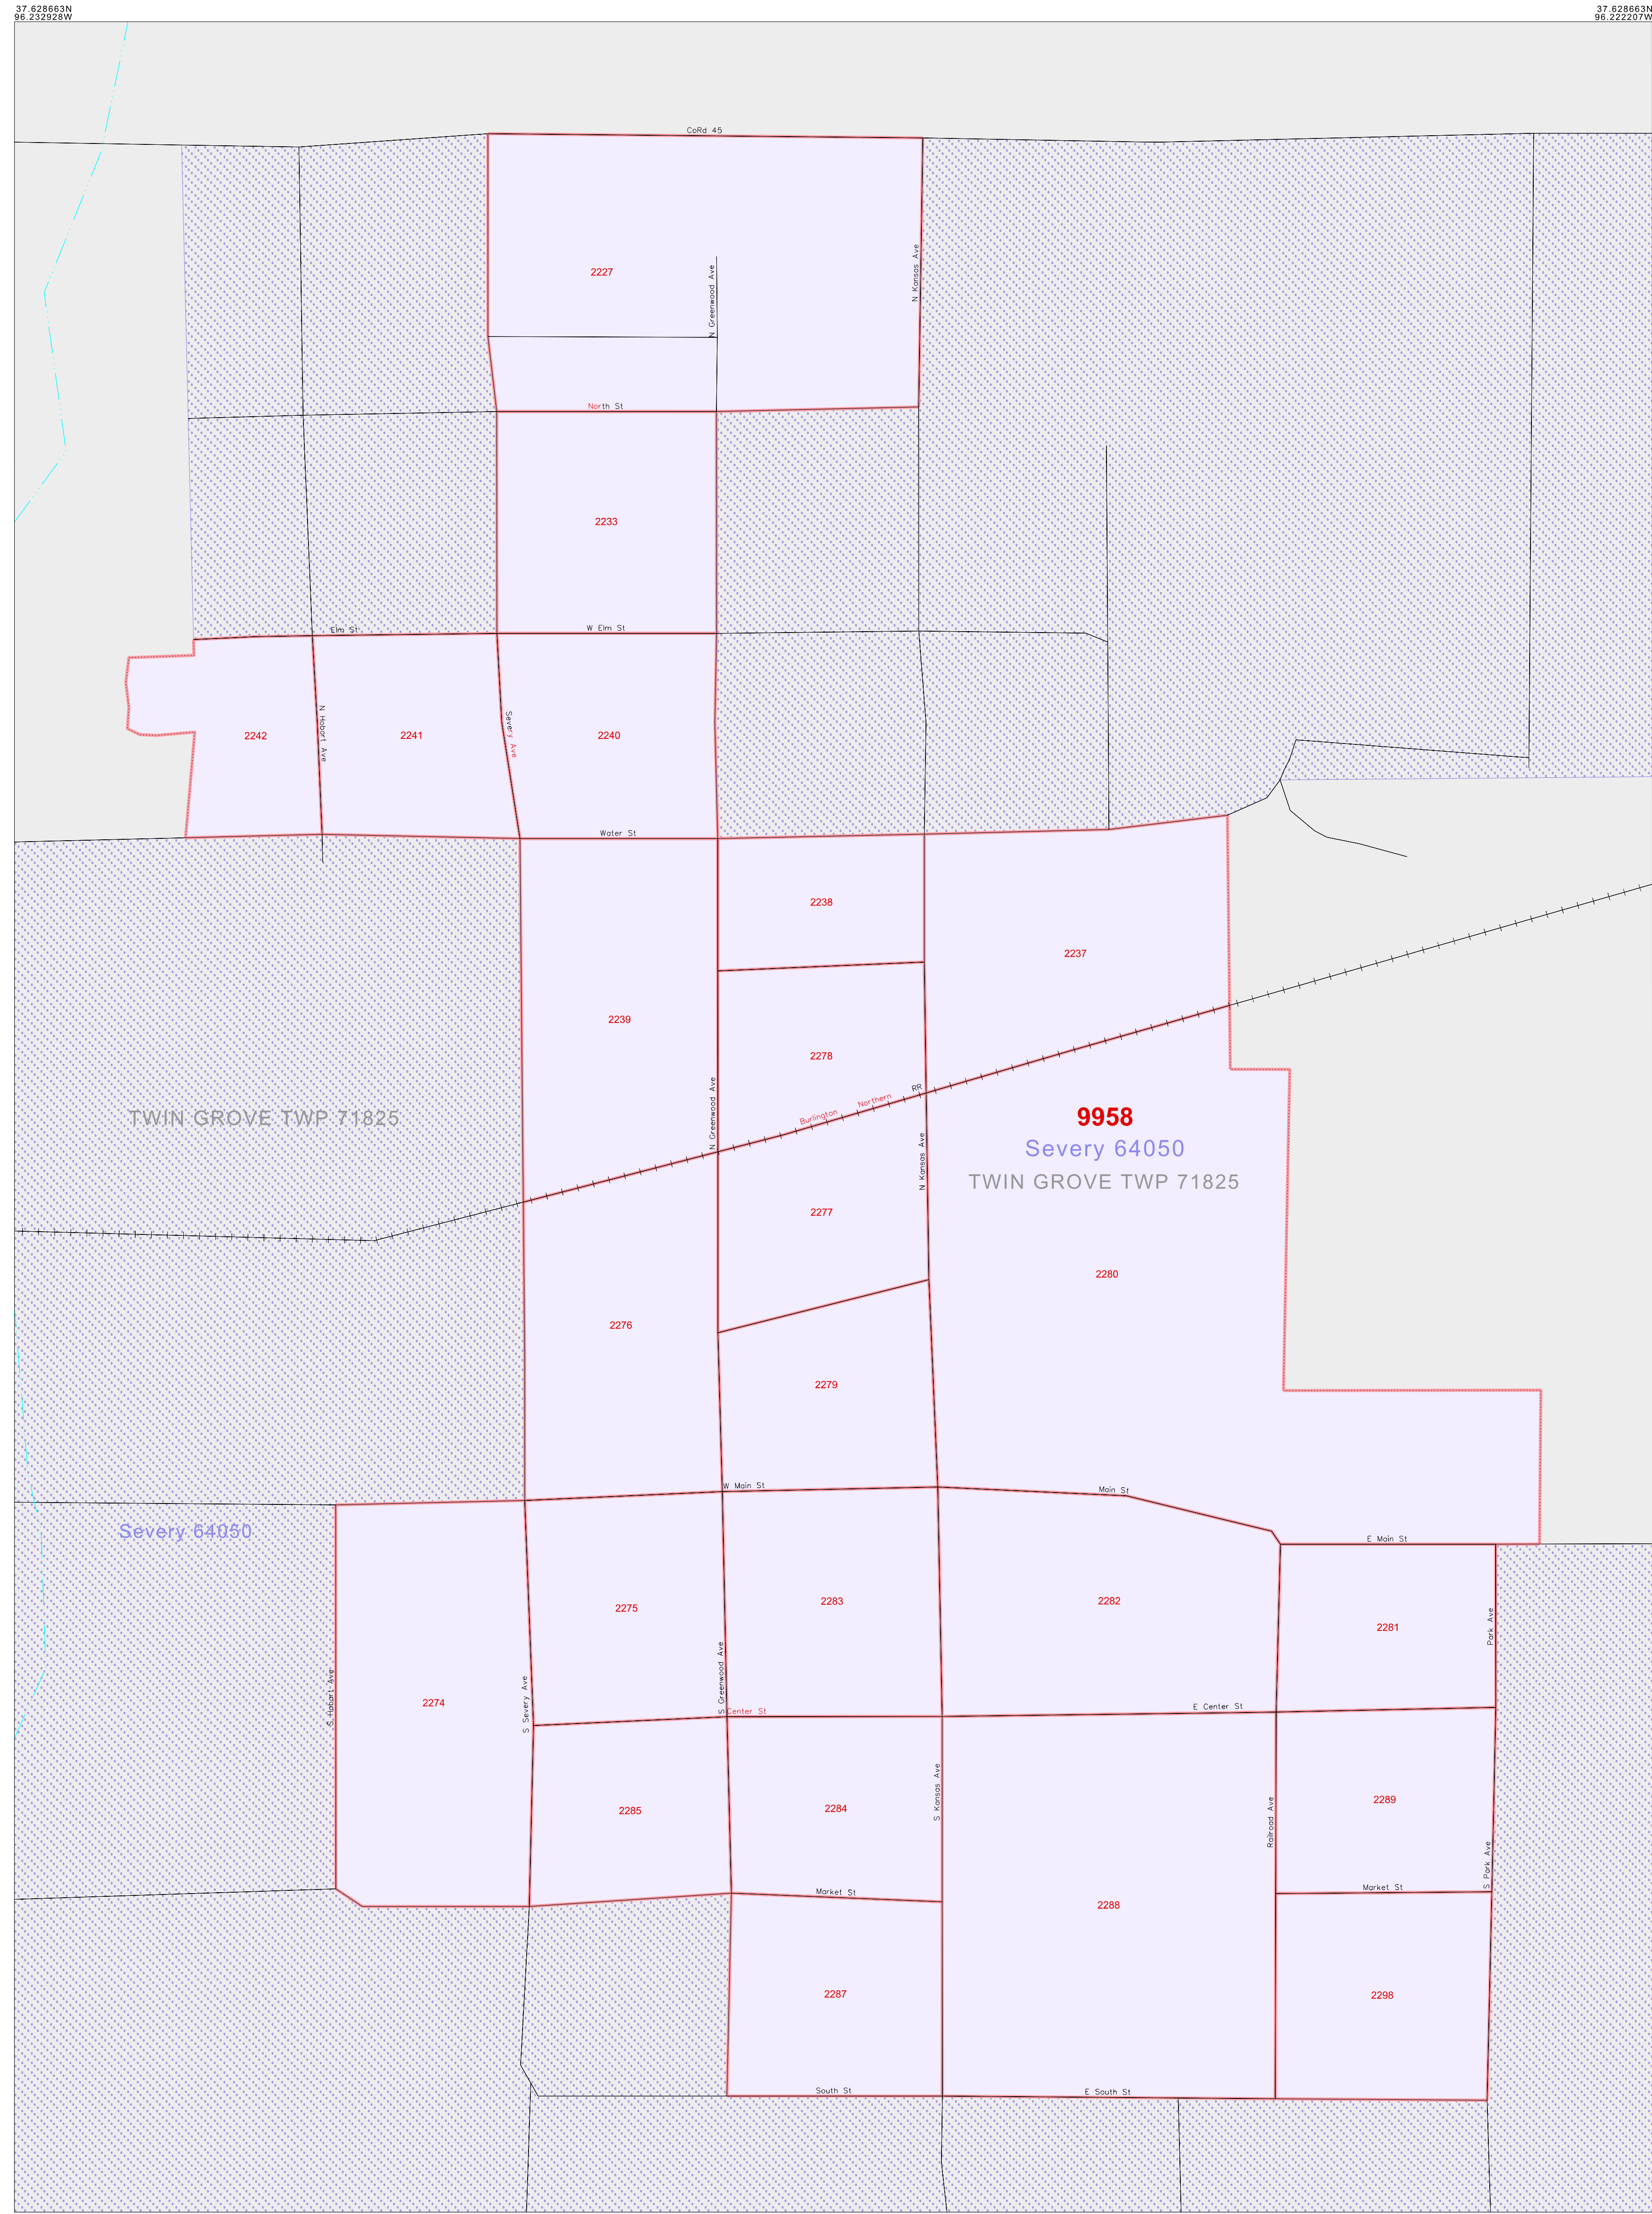 37.628663N
96.232928W
37.628663N
96.222207W
CoRd 45
2227
N Greenwood Ave
N Kansas Ave
North St
2233
Elm St
W Elm St
2242
N Hobart Ave
2241
Severy Ave
2240
Water St
2238
2237
2239
2278
N Greenwood Ave
Burlington Northern RR
TWIN GROVE TWP 71825
9958
Severy 64050
TWIN GROVE TWP 71825
N Kansas Ave
2277
2280
2276
2279
W Main St
Main St
Severy 64050
E Main St
2275
2283
2282
2281
Park Ave
S Hobart Ave
2274
S Severy Ave
S Greenwood Ave
Center St
E Center St
2285
2284
S Kansas Ave
Railroad Ave
2289
S Park Ave
Market St
Market St
2288
2287
2298
South St
E South St